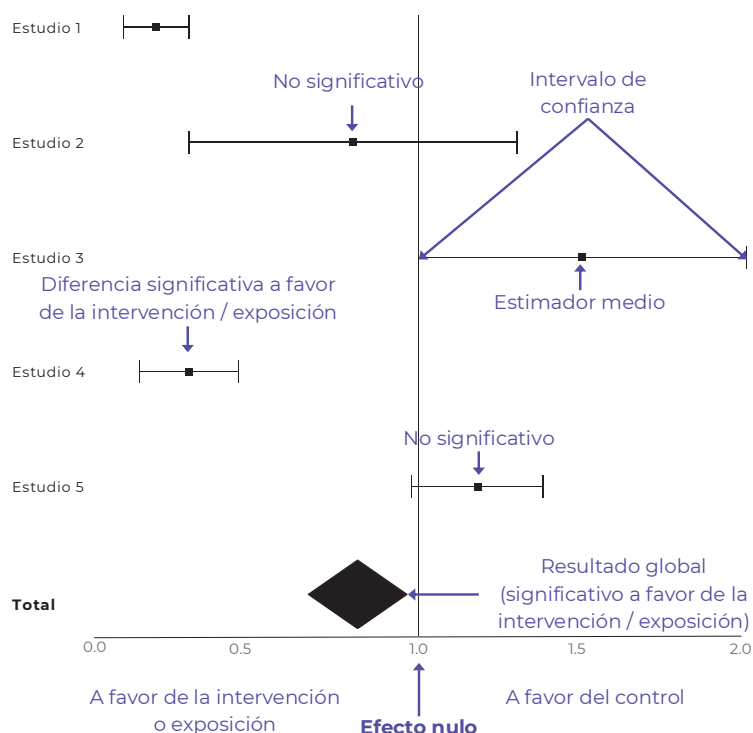 Estudio 1
No significativo
Intervalo de
confianza
Estudio 2
Estudio 3
Diferencia significativa a favor
de la intervención / exposición
Estimador medio
Estudio 4
No significativo
Estudio 5
Resultado global
(significativo a favor de la
intervención / exposición)
Total
0.0 0.5 1.0 1.5 2.0
A favor de la intervención
o exposición
A favor del control
Efecto nulo